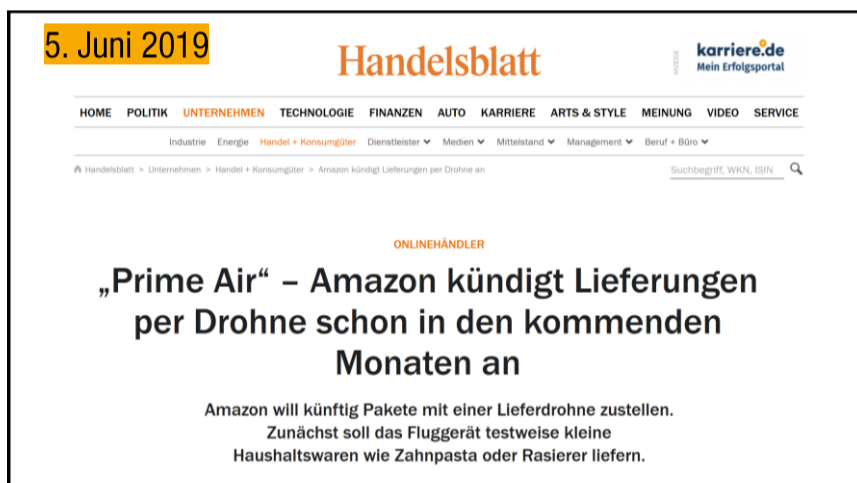 5. Juni 2019
Handelsblatt
ANZEIGE
karriere.de
Mein Erfolgsportal
HOME POLITIK UNTERNEHMEN TECHNOLOGIE FINANZEN AUTO KARRIERE ARTS & STYLE MEINUNG VIDEO SERVICE
Industrie Energie Handel + Konsumgüter Dienstleister Medien Mittelstand Management Beruf + Büro
Handelsblatt > Unternehmen > Handel + Konsumgüter > Amazon kündigt Lieferungen per Drohne an
Suchbegriff, WKN, ISIN
ONLINEHÄNDLER
„Prime Air“ – Amazon kündigt Lieferungen
per Drohne schon in den kommenden
Monaten an
Amazon will künftig Pakete mit einer Lieferdrohne zustellen.
Zunächst soll das Fluggerät testweise kleine
Haushaltswaren wie Zahnpasta oder Rasierer liefern.